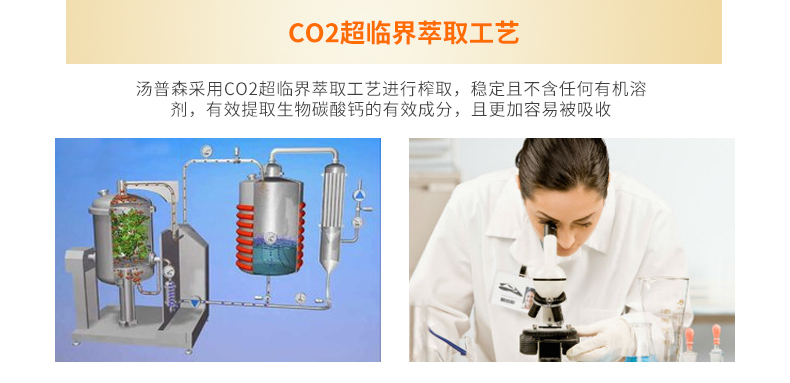 CO2超临界萃取工艺
汤普森采用CO2超临界萃取工艺进行榨取，稳定且不含任何有机溶
剂，有效提取生物碳酸钙的有效成分，且更加容易被吸收